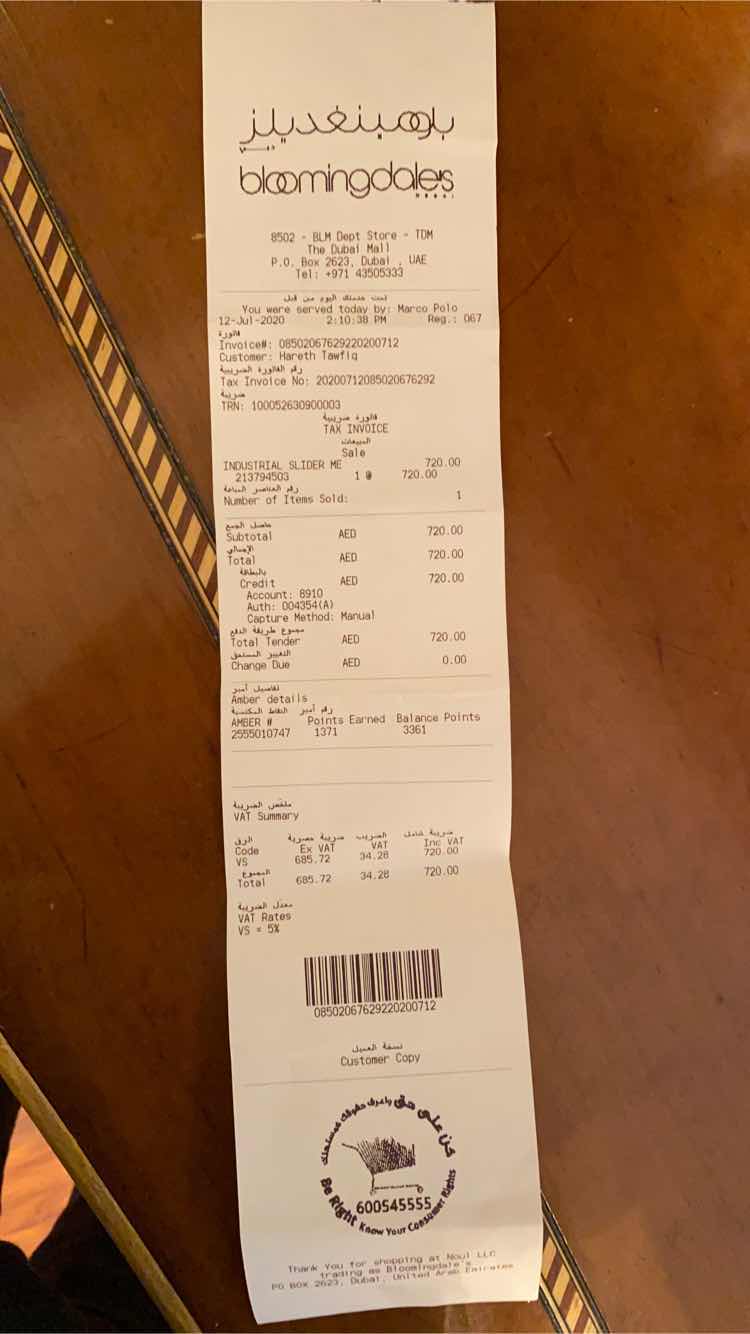 بلومينغديلز
دبي
bloomingdale's
DUBAI
8502 - BLM Dept Store - TDM
The Dubai Mall
P.O. Box 2623, Dubai , UAE
Tel: +971 43505333
تمت خدمتك اليوم من قبل
You were served today by: Marco Polo
12-Jul-2020 2:10:38 PM Reg.: 067
فاتورة
Invoice#: 08502067629220200712
Customer: Hareth Tawfiq
رقم الفاتورة الضريبية
Tax Invoice No: 20200712085020676292
ضريبة
TRN: 100052630900003
فاتورة ضريبية
TAX INVOICE
المبيعات
Sale
INDUSTRIAL SLIDER ME 720.00
213794503 1 @ 720.00
رقم العناصر المباعة
Number of Items Sold: 1
حاصل الجمع
Subtotal AED 720.00
الإجمالي
Total AED 720.00
بالبطاقة
Credit AED 720.00
Account: 8910
Auth: 004354(A)
Capture Method: Manual
مجموع طريقة الدفع
Total Tender AED 720.00
التغيير المستحق
Change Due AED 0.00
تفاصيل أمبر
Amber details
رقم أمبر النقاط المكتسبة
AMBER # Points Earned Balance Points
2555010747 1371 3361
ملخص الضريبة
VAT Summary
الرق ضريبة حصرية الضريب ضريبة شامل
Code Ex VAT VAT Inc VAT
VS 685.72 34.28 720.00
المجموع
Total 685.72 34.28 720.00
معدل الضريبة
VAT Rates
VS = 5%
08502067629220200712
نسخة العميل
Customer Copy
كن على حق واعرف حقوقك كمستهلك
600545555
Be Right Know Your Consumer Rights
Thank You for shopping at Noul LLC
trading as Bloomingdale's
PO BOX 2623, Dubai, United Arab Emirates